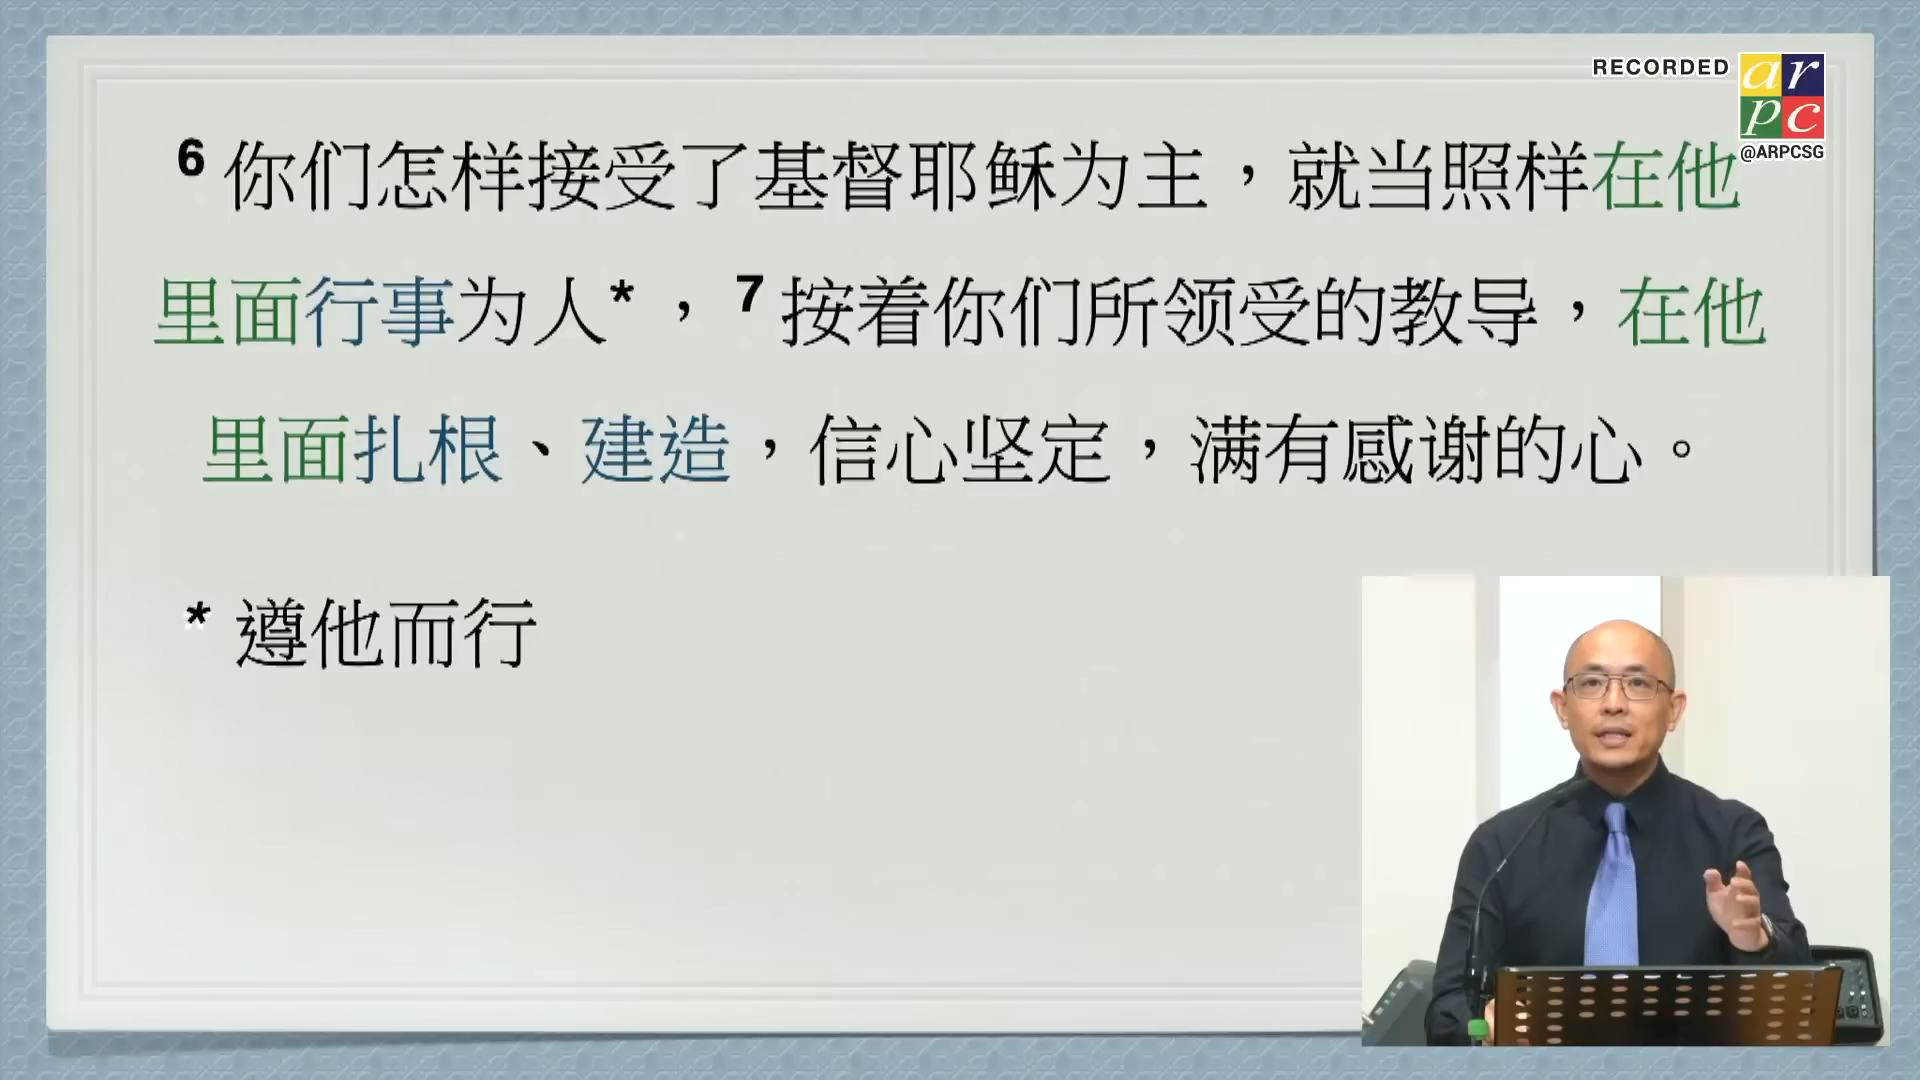 RECORDED
ar
pc
@ARPCSG
6 你们怎样接受了基督耶稣为主，就当照样在他
里面行事为人*，7 按着你们所领受的教导，在他
里面扎根、建造，信心坚定，满有感谢的心。
* 遵他而行